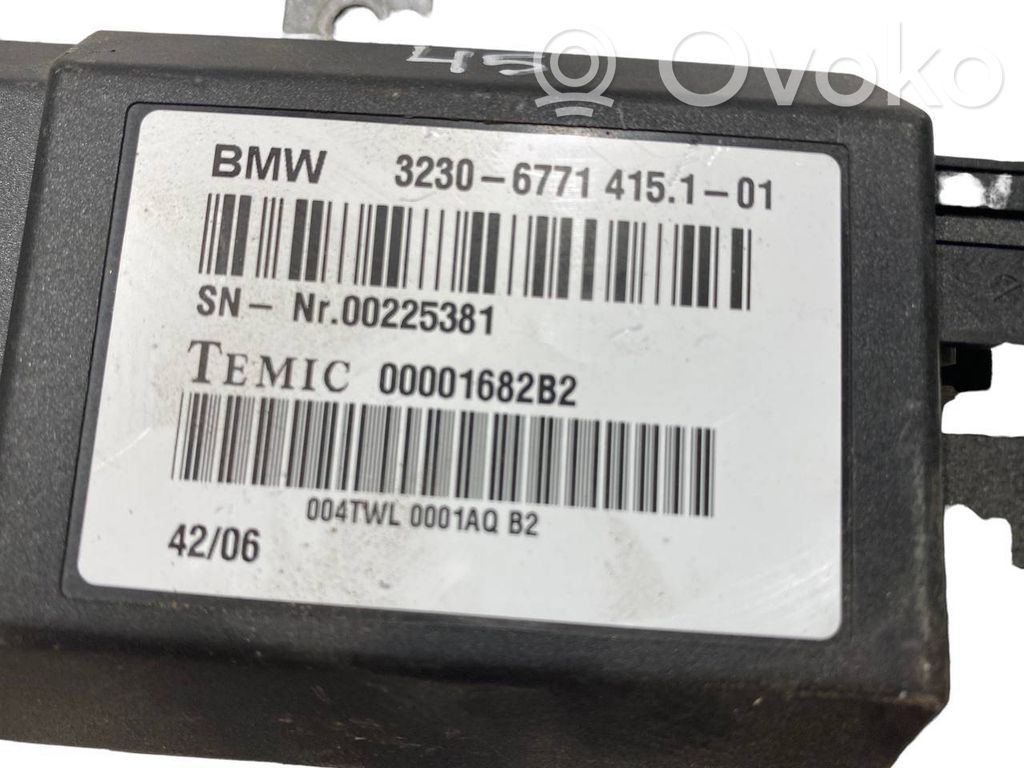 45
Ovoko
BMW 3230-6771 415.1-01
SN- Nr.00225381
TEMIC 00001682B2
004TWL 0001AQ B2
42/06